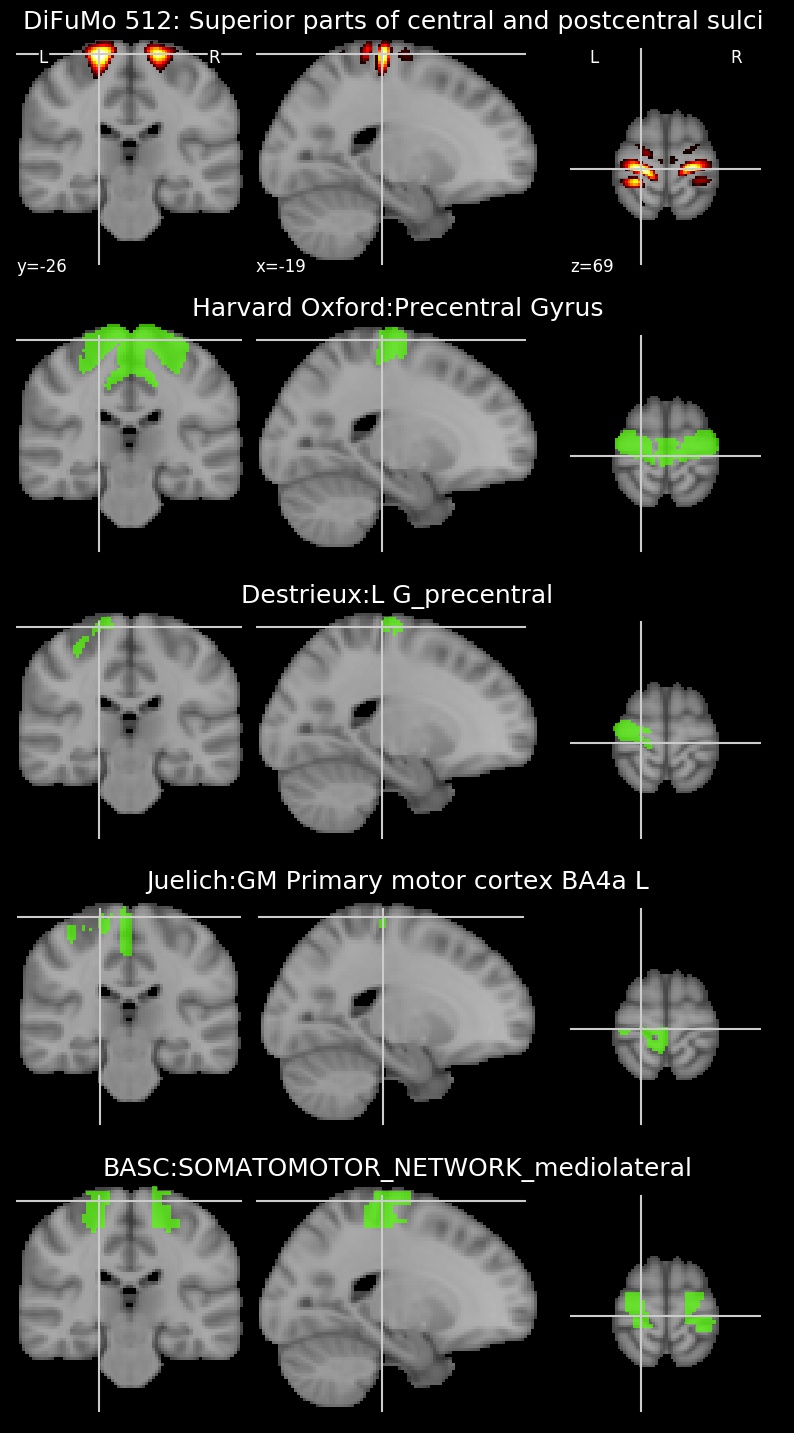 DiFuMo 512: Superior parts of central and postcentral sulci
L R L R
y=-26 x=-19 z=69
Harvard Oxford:Precentral Gyrus
Destrieux:L G_precentral
Juelich:GM Primary motor cortex BA4a L
BASC:SOMATOMOTOR_NETWORK_mediolateral